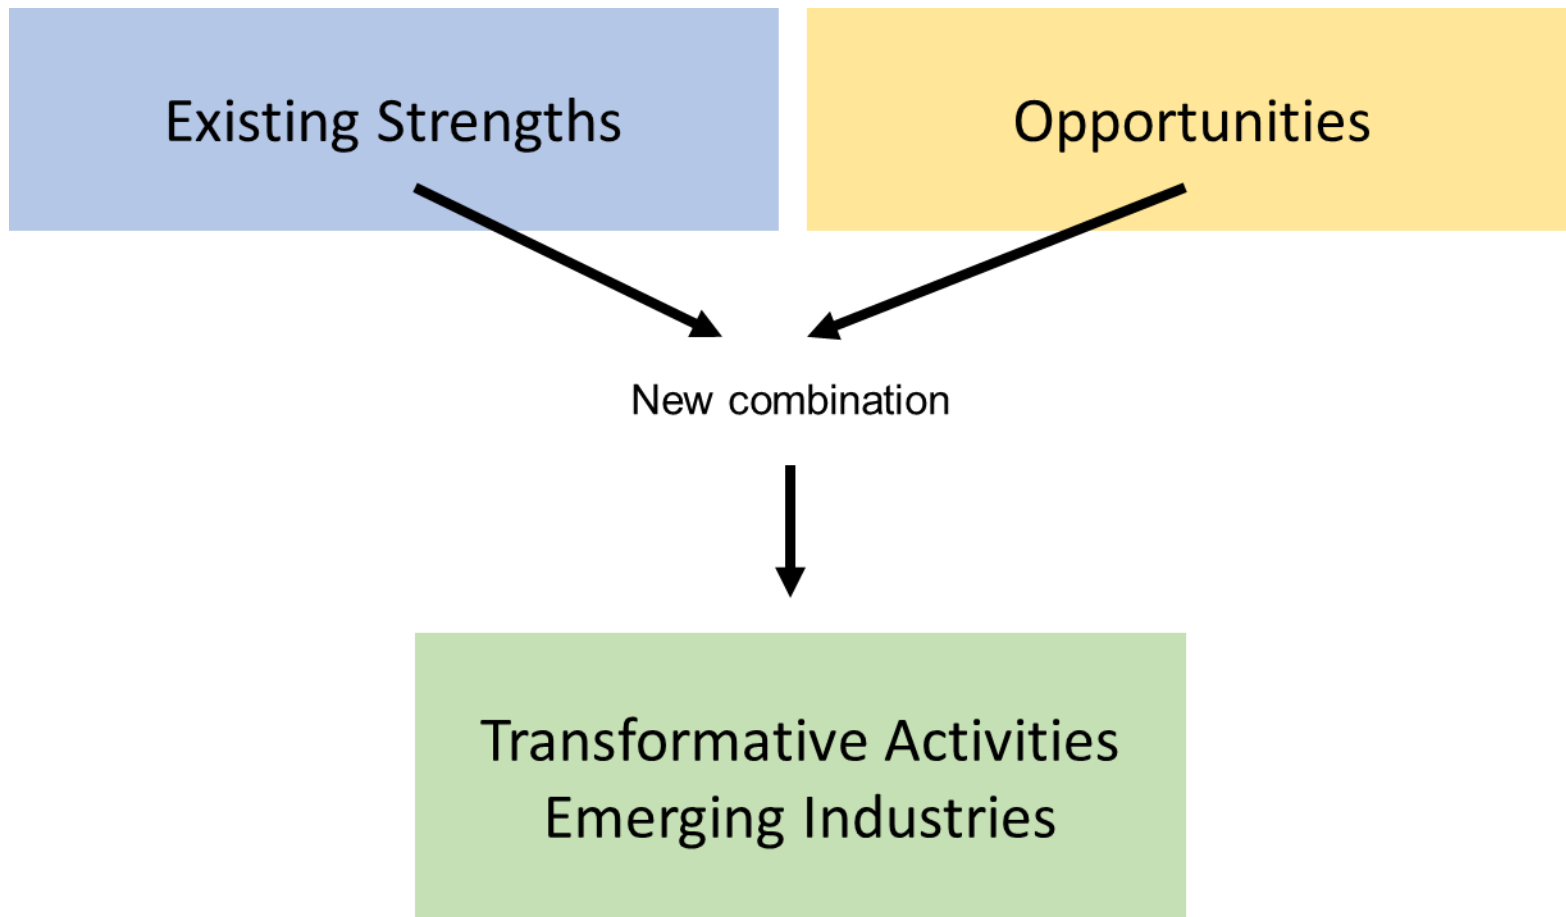 Existing Strengths
Opportunities
New combination
Transformative Activities
Emerging Industries